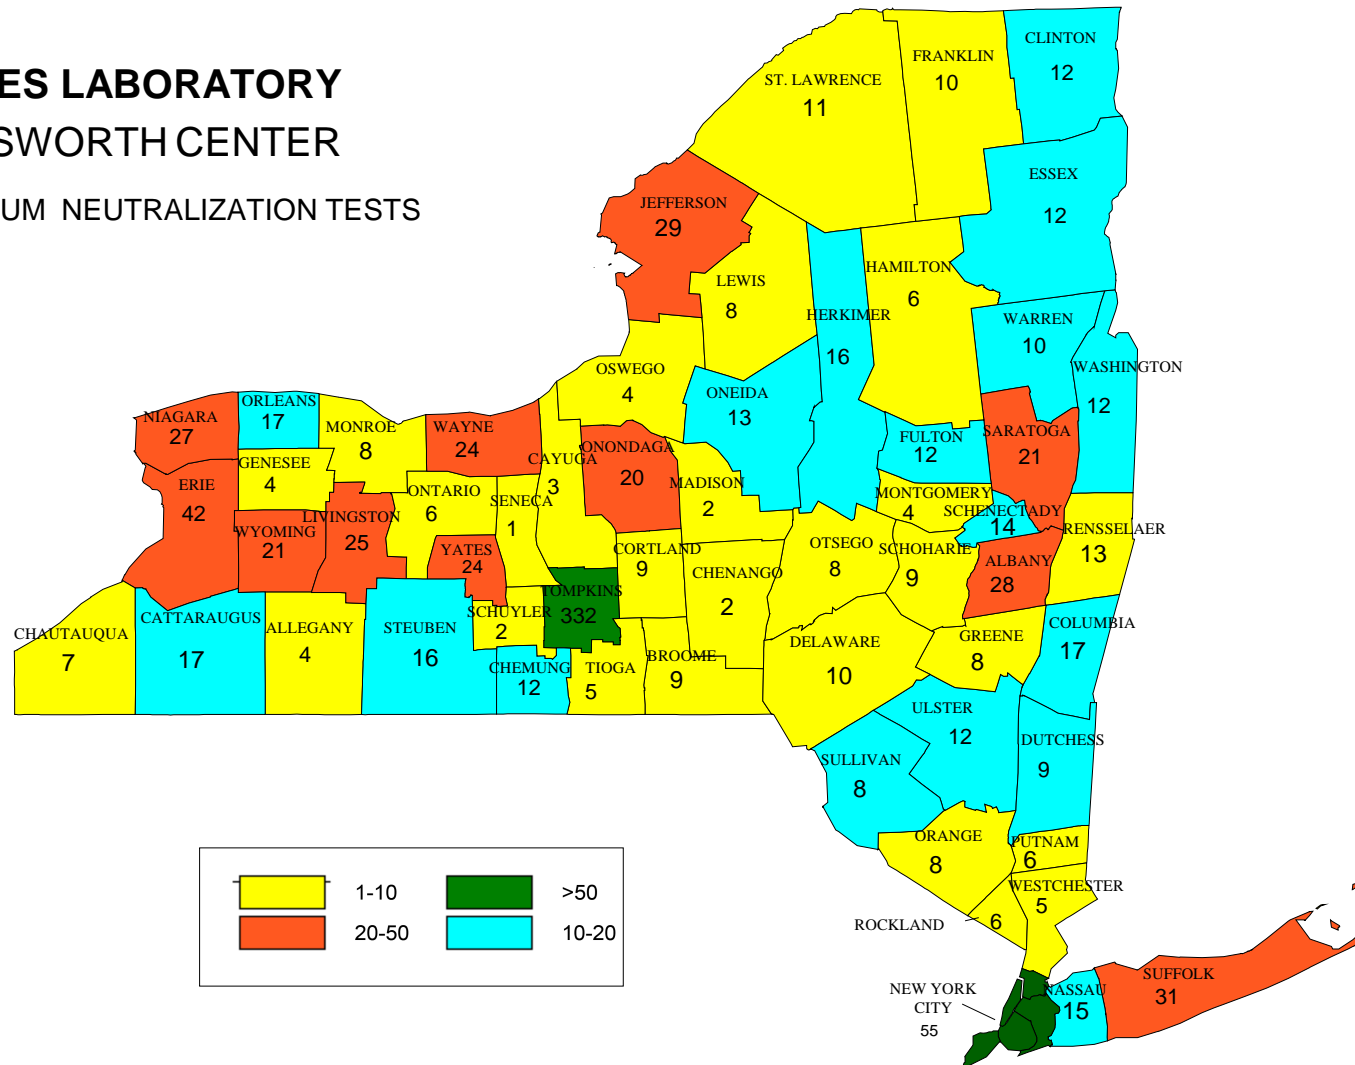 ES LABORATORY
SWORTH CENTER
UM NEUTRALIZATION TESTS
CLINTON
12
FRANKLIN
10
ST. LAWRENCE
11
ESSEX
12
JEFFERSON
29
LEWIS
8
HAMILTON
6
HERKIMER
16
WARREN
10
WASHINGTON
12
OSWEGO
4
ONEIDA
13
ORLEANS
17
NIAGARA
27
MONROE
8
WAYNE
24
CAYUGA
3
ONONDAGA
20
MADISON
2
FULTON
12
SARATOGA
21
GENESEE
4
ERIE
42
WYOMING
21
LIVINGSTON
25
ONTARIO
6
SENECA
1
YATES
24
CORTLAND
9
CHENANGO
2
OTSEGO
8
MONTGOMERY
4
SCHENECTADY
14
SCHOHARIE
9
ALBANY
28
RENSSELAER
13
CHAUTAUQUA
7
CATTARAUGUS
17
ALLEGANY
4
STEUBEN
16
SCHUYLER
2
TOMPKINS
332
CHEMUNG
12
TIOGA
5
BROOME
9
DELAWARE
10
GREENE
8
COLUMBIA
17
ULSTER
12
DUTCHESS
9
SULLIVAN
8
ORANGE
8
PUTNAM
6
WESTCHESTER
5
ROCKLAND
6
NEW YORK
CITY
55
NASSAU
15
SUFFOLK
31
1-10
>50
20-50
10-20